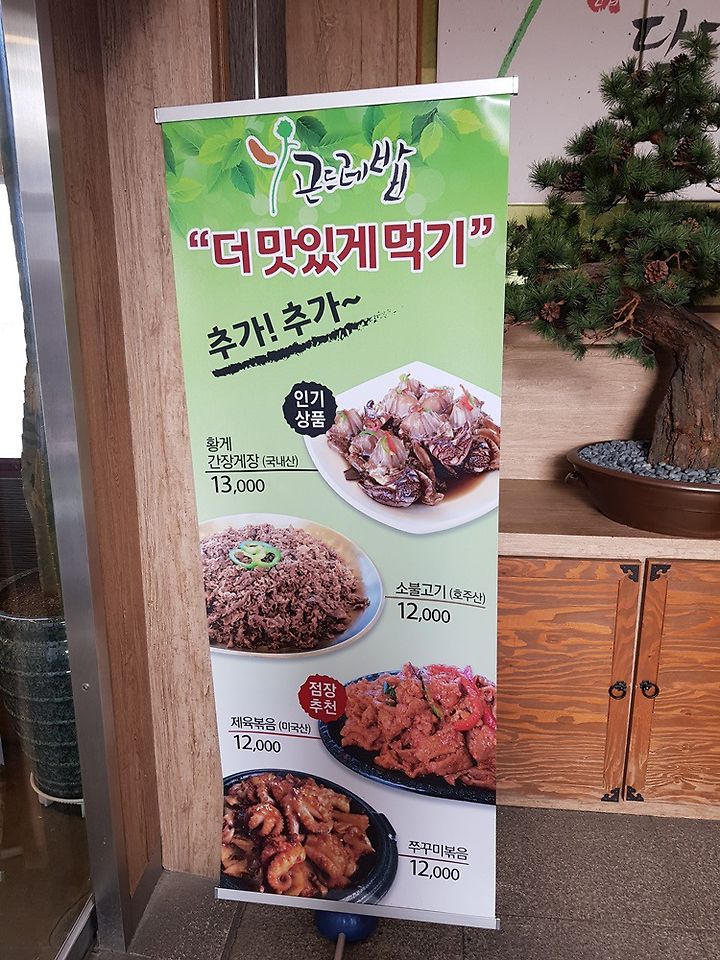 곤드레밥
“더 맛있게 먹기”
추가! 추가~
인기
상품
황게
간장게장 (국내산)
13,000
소불고기 (호주산)
12,000
점장
추천
제육볶음 (미국산)
12,000
쭈꾸미볶음
12,000